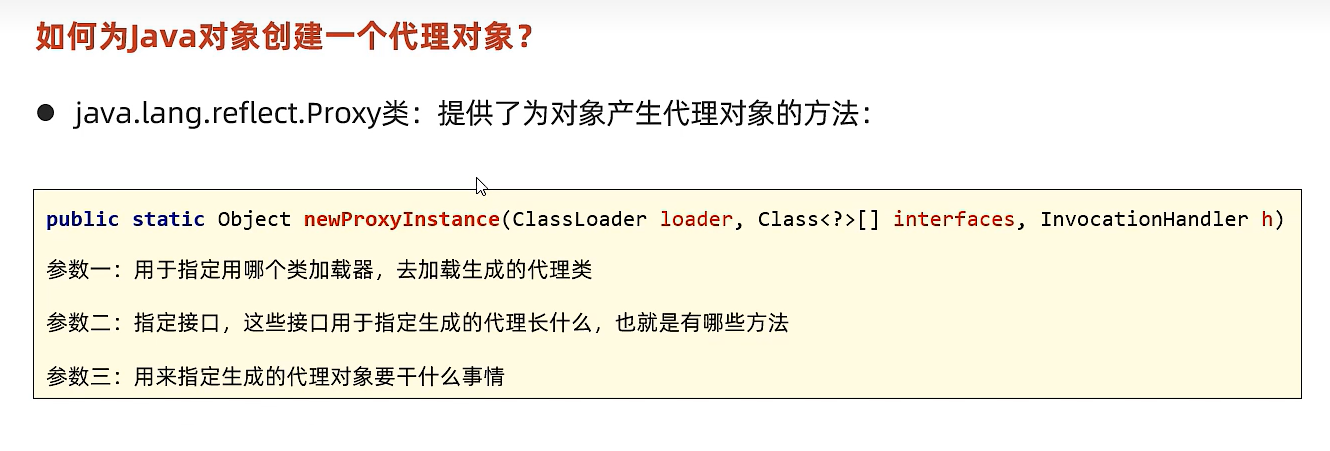 如何为Java对象创建一个代理对象？
● java.lang.reflect.Proxy类：提供了为对象产生代理对象的方法：
public static Object newProxyInstance(ClassLoader loader, Class<?>[] interfaces, InvocationHandler h)
参数一：用于指定用哪个类加载器，去加载生成的代理类
参数二：指定接口，这些接口用于指定生成的代理长什么，也就是有哪些方法
参数三：用来指定生成的代理对象要干什么事情